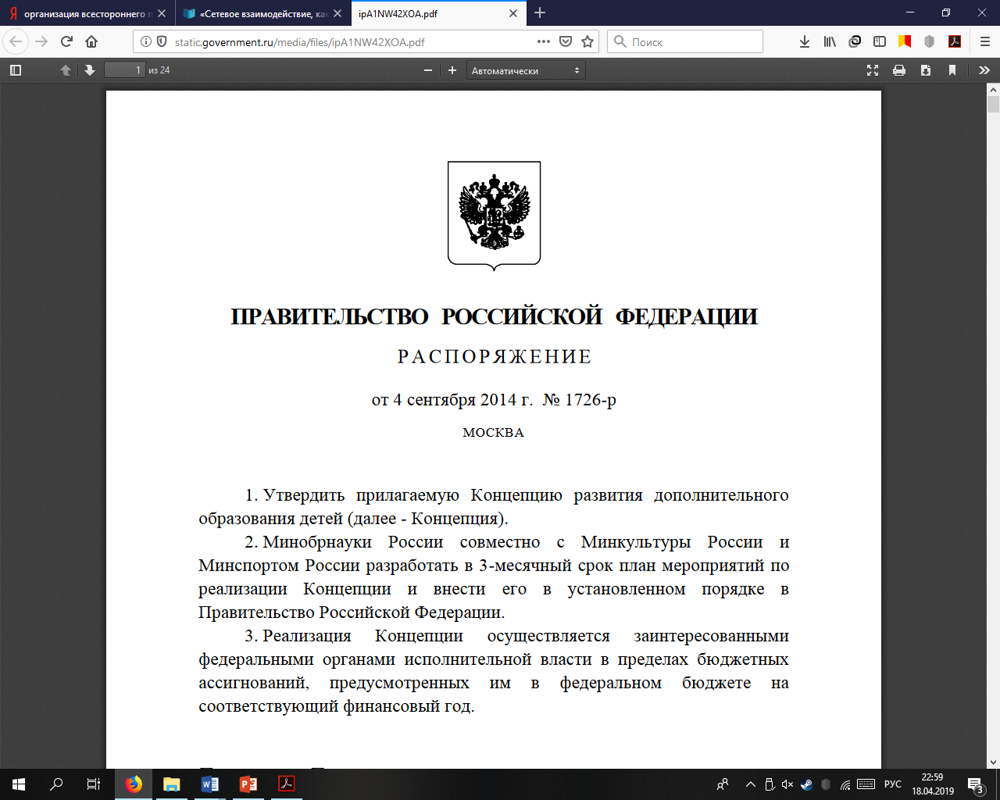 организация всестороннего п
«Сетевое взаимодействие, как
ipA1NW42XOA.pdf
static.government.ru/media/files/ipA1NW42XOA.pdf
Поиск
1 из 24
Автоматически
ПРАВИТЕЛЬСТВО РОССИЙСКОЙ ФЕДЕРАЦИИ
РАСПОРЯЖЕНИЕ
от 4 сентября 2014 г. № 1726-р
МОСКВА
1. Утвердить прилагаемую Концепцию развития дополнительного
образования детей (далее - Концепция).
2. Минобрнауки России совместно с Минкультуры России и
Минспортом России разработать в 3-месячный срок план мероприятий по
реализации Концепции и внести его в установленном порядке в
Правительство Российской Федерации.
3. Реализация Концепции осуществляется заинтересованными
федеральными органами исполнительной власти в пределах бюджетных
ассигнований, предусмотренных им в федеральном бюджете на
соответствующий финансовый год.
РУС
22:59
18.04.2019
3